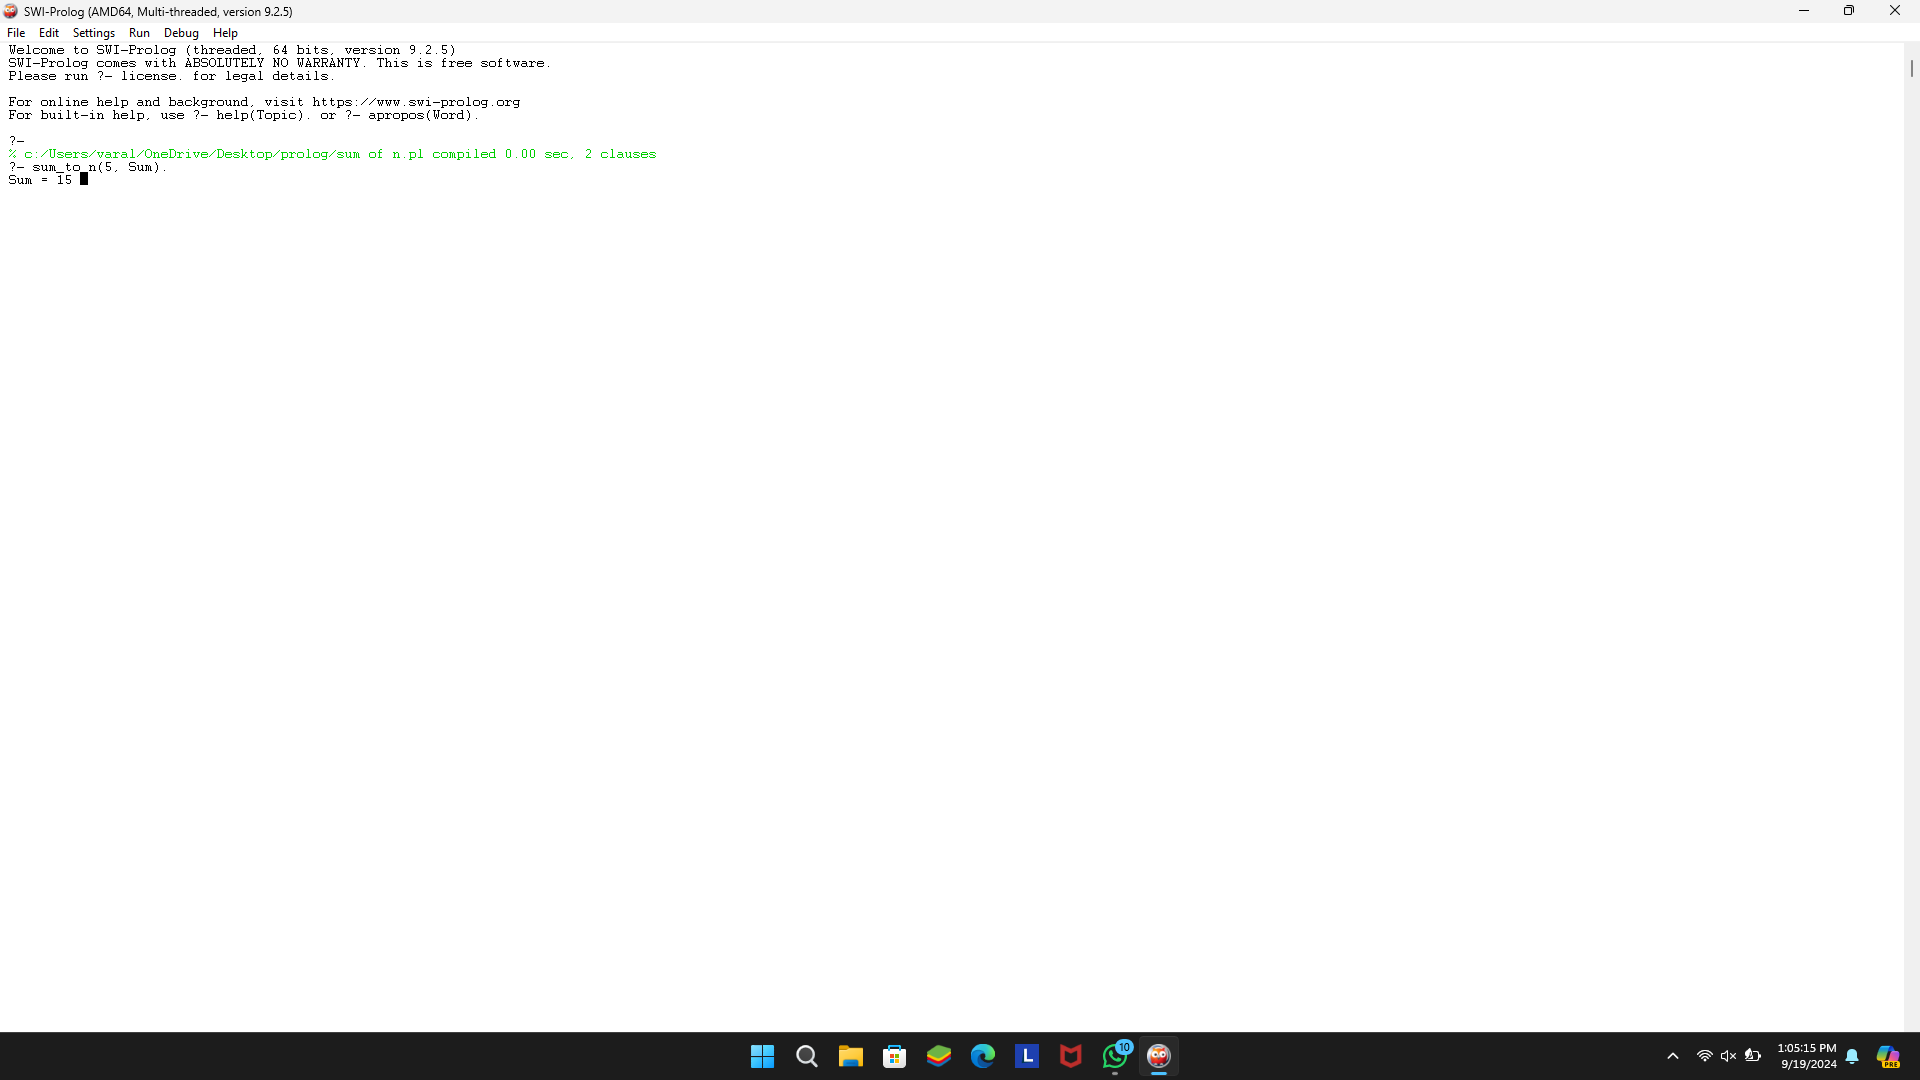 SWI-Prolog (AMD64, Multi-threaded, version 9.2.5)
File Edit Settings Run Debug Help
Welcome to SWI-Prolog (threaded, 64 bits, version 9.2.5)
SWI-Prolog comes with ABSOLUTELY NO WARRANTY. This is free software.
Please run ?- license. for legal details.
For online help and background, visit https://www.swi-prolog.org
For built-in help, use ?- help(Topic). or ?- apropos(Word).
?-
% c:/Users/varal/OneDrive/Desktop/prolog/sum of n.pl compiled 0.00 sec, 2 clauses
?- sum_to_n(5, Sum).
Sum = 15
L
10
1:05:15 PM
9/19/2024
PRE